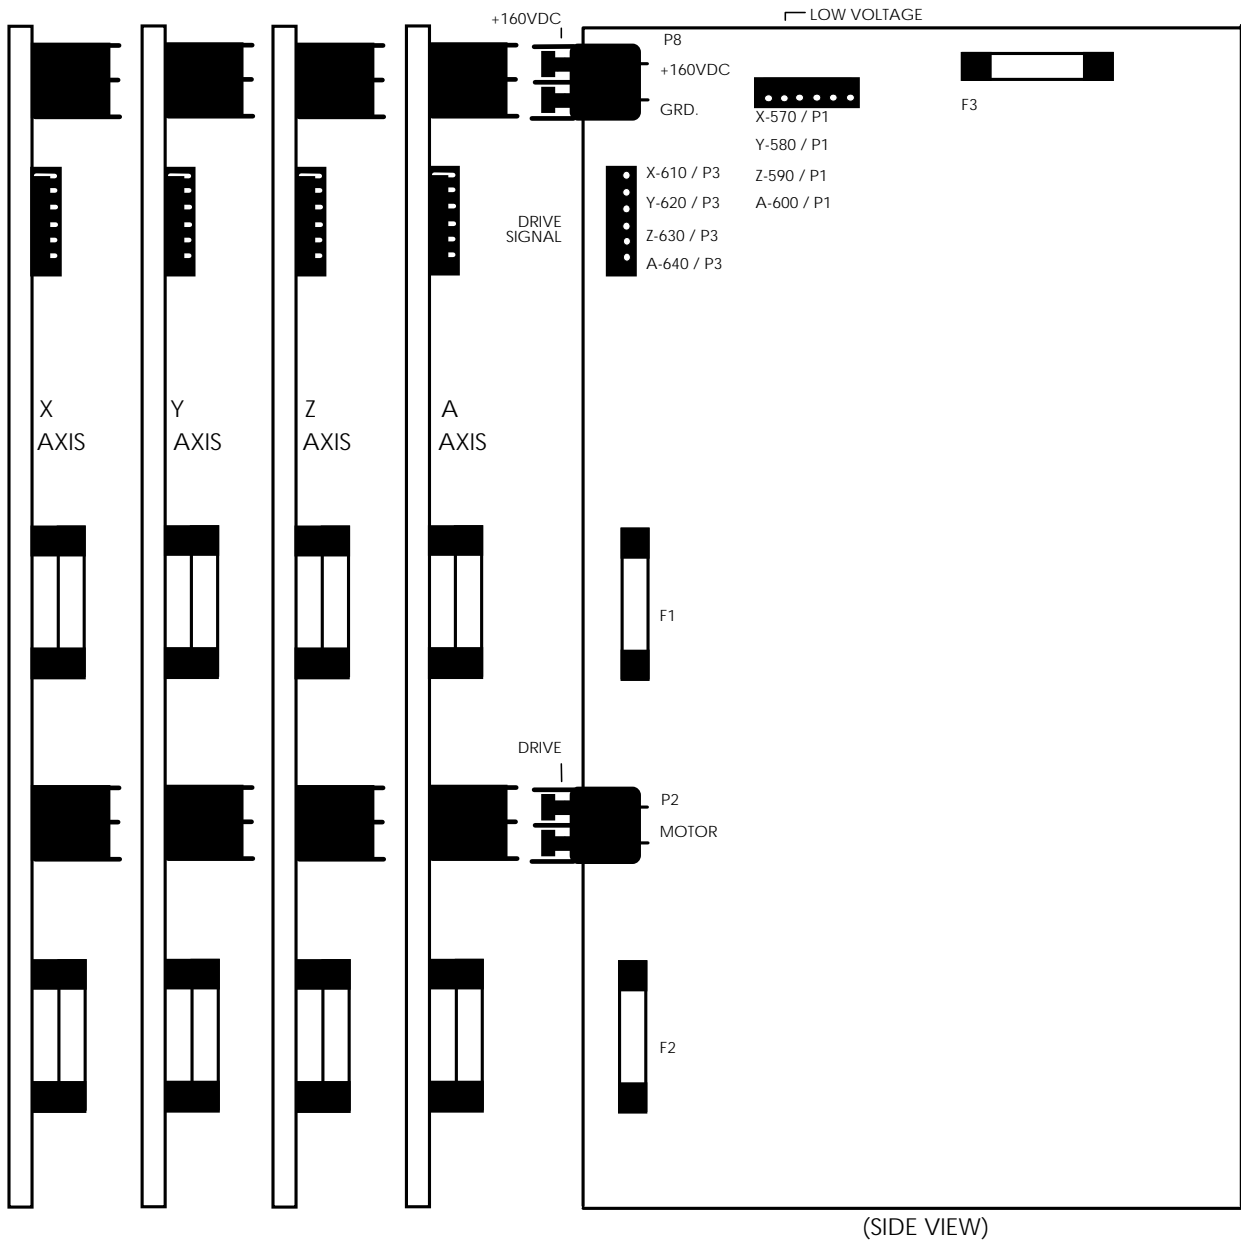 +160VDC
LOW VOLTAGE
P8
+160VDC
GRD.
F3
X-570 / P1
Y-580 / P1
Z-590 / P1
A-600 / P1
X-610 / P3
Y-620 / P3
Z-630 / P3
A-640 / P3
DRIVE
SIGNAL
X
AXIS
Y
AXIS
Z
AXIS
A
AXIS
F1
DRIVE
P2
MOTOR
F2
(SIDE VIEW)